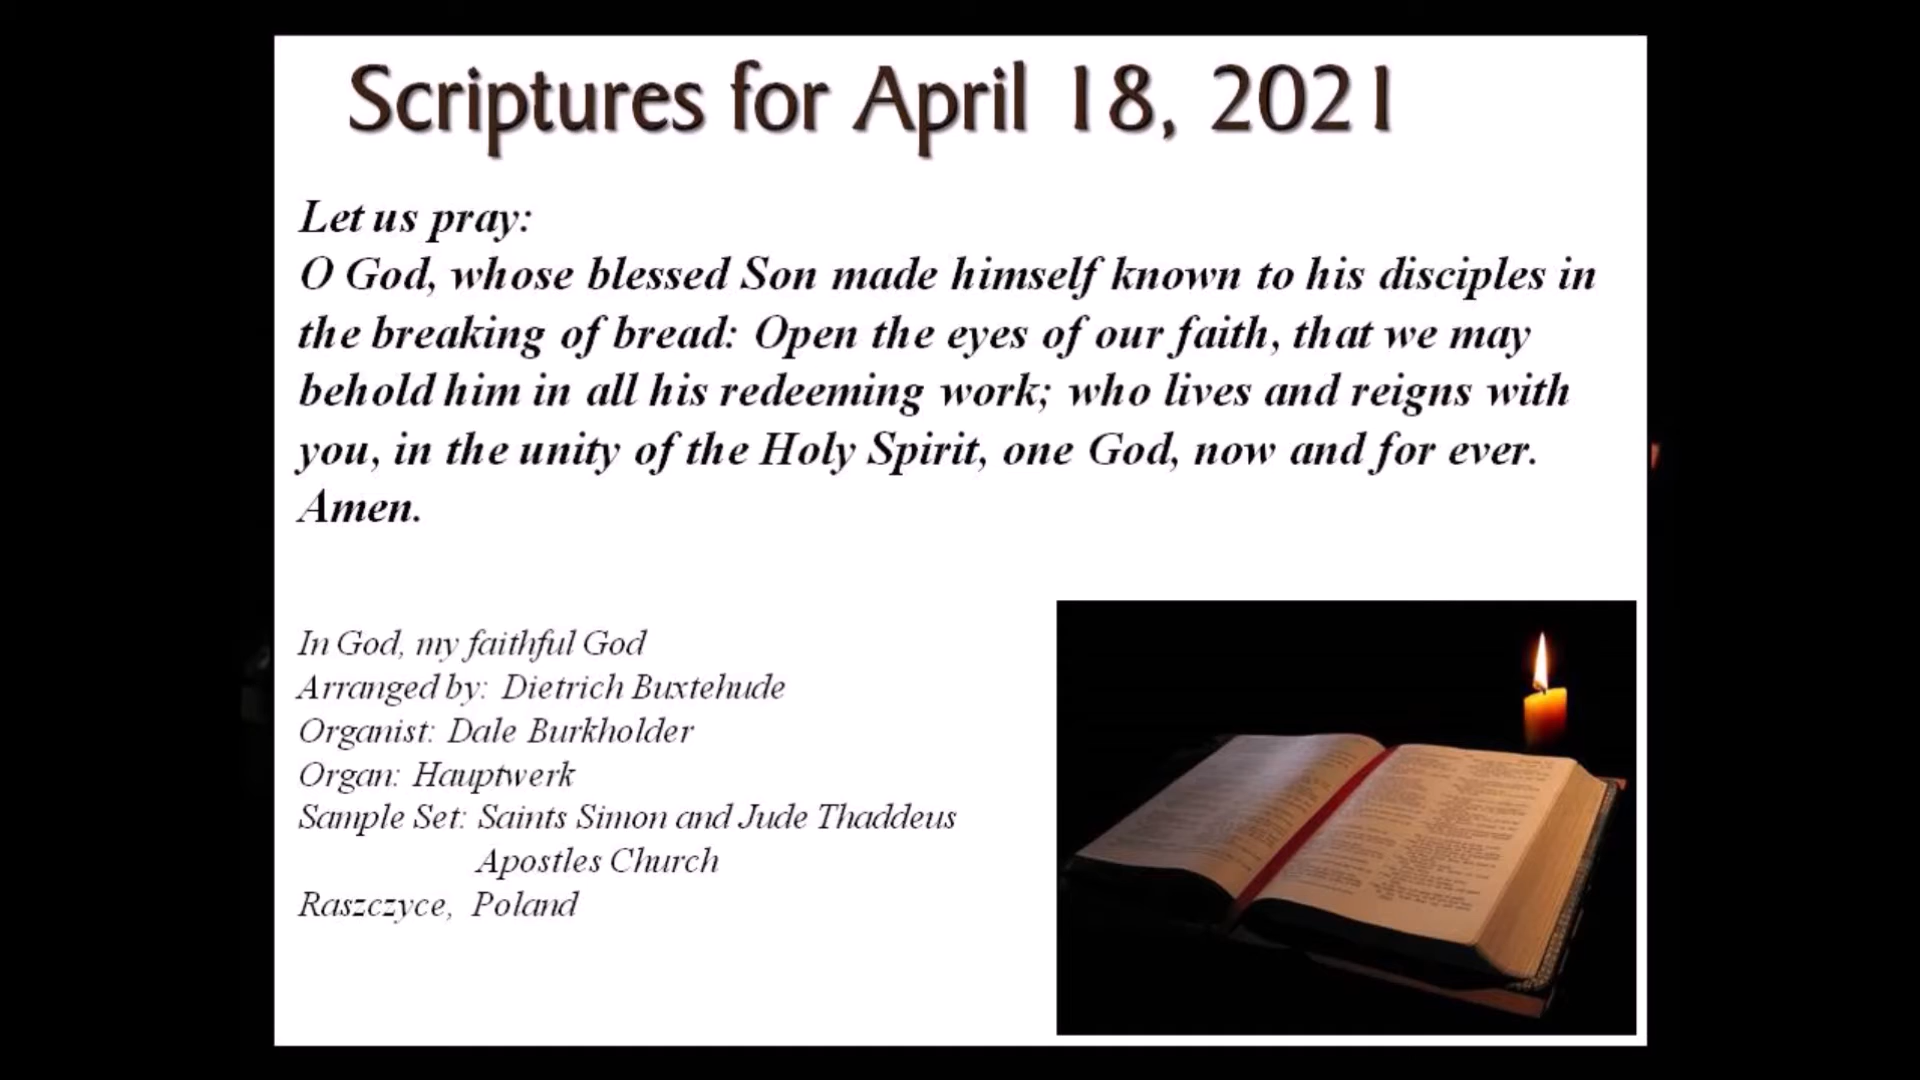 Scriptures for April 18, 2021
Let us pray:
O God, whose blessed Son made himself known to his disciples in
the breaking of bread: Open the eyes of our faith, that we may
behold him in all his redeeming work; who lives and reigns with
you, in the unity of the Holy Spirit, one God, now and for ever.
Amen.
In God, my faithful God
Arranged by: Dietrich Buxtehude
Organist: Dale Burkholder
Organ: Hauptwerk
Sample Set: Saints Simon and Jude Thaddeus
Apostles Church
Raszczyce, Poland